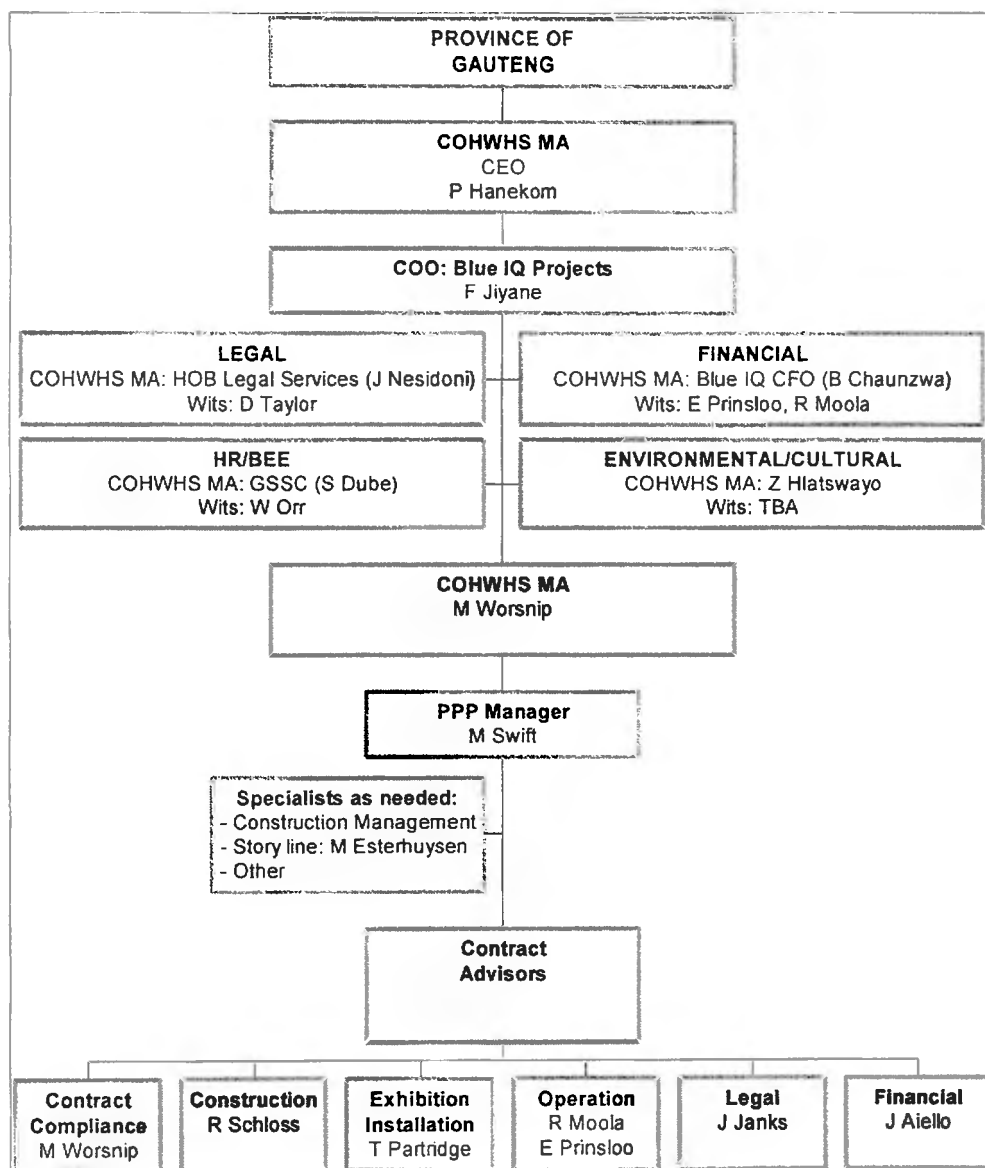 PROVINCE OF
GAUTENG
COHWHS MA
CEO
P Hanekom
COO: Blue IQ Projects
F Jiyane
LEGAL
COHWHS MA: HOB Legal Services (J Nesidoni)
Wits: D Taylor
FINANCIAL
COHWHS MA: Blue IQ CFO (B Chaunzwa)
Wits: E Prinsloo, R Moola
HR/BEE
COHWHS MA: GSSC (S Dube)
Wits: W Orr
ENVIRONMENTAL/CULTURAL
COHWHS MA: Z Hlatswayo
Wits: TBA
COHWHS MA
M Worsnip
PPP Manager
M Swift
Specialists as needed:
- Construction Management
- Story line: M Esterhuysen
- Other
Contract
Advisors
Contract
Compliance
M Worsnip
Construction
R Schloss
Exhibition
Installation
T Partridge
Operation
R Moola
E Prinsloo
Legal
J Janks
Financial
J Aiello